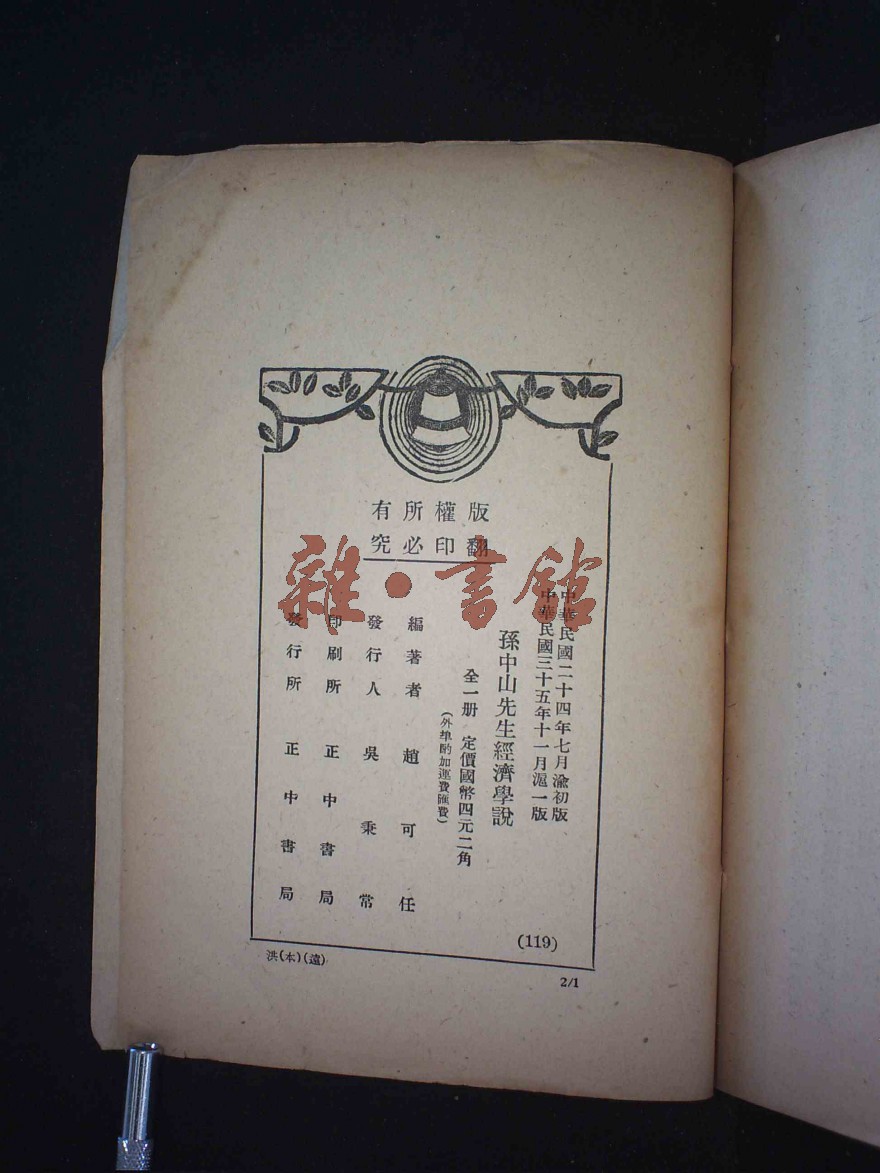 版權所有
翻印必究
中華民國二十四年七月渝初版
中華民國三十五年十一月滬一版
孫中山先生經濟學說
全一册 定價國幣四元二角
(外埠酌加運費匯費)
編著者 趙可任
發行人 吳秉常
印刷所 正中書局
發行所 正中書局
(119)
洪(本)(遠)
2/1
雜·書館